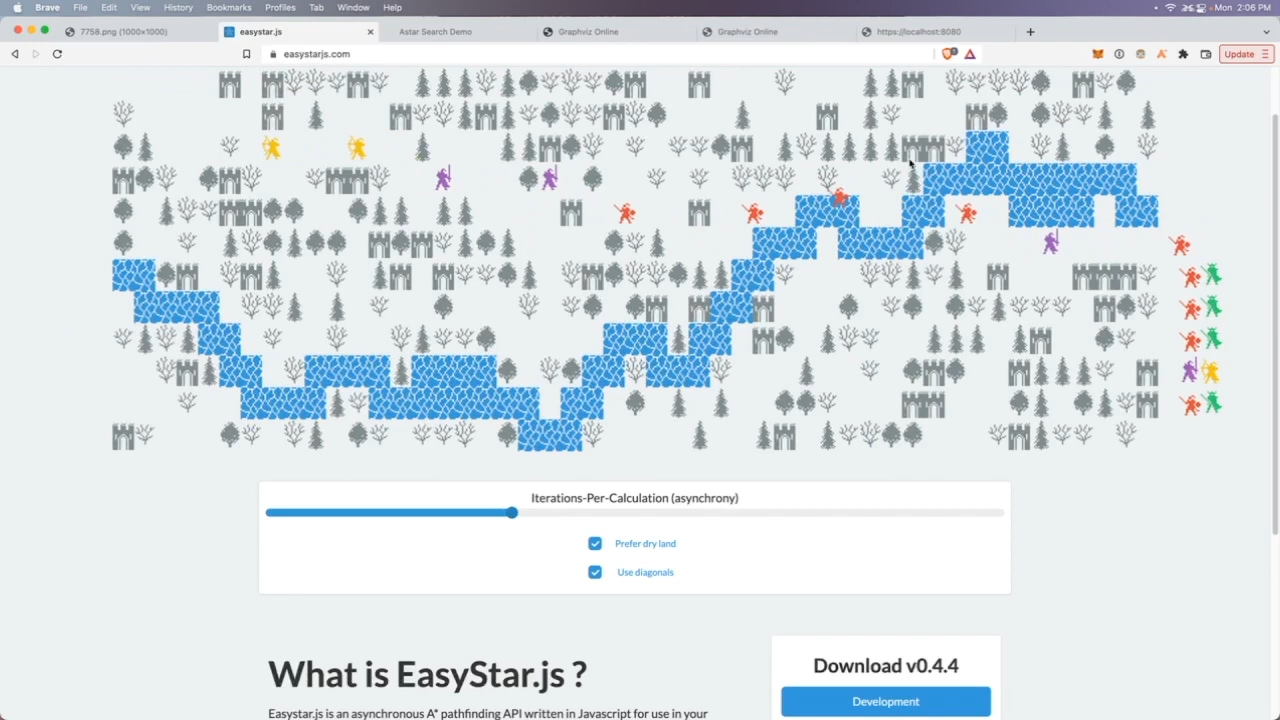 Brave File Edit View History Bookmarks Profiles Tab Window Help
Mon 2:06 PM
7758.png (1000×1000)
easystar.js
Astar Search Demo
Graphviz Online
Graphviz Online
https://localhost:8080
easystarjs.com
Update
Iterations-Per-Calculation (asynchrony)
Prefer dry land
Use diagonals
What is EasyStar.js ?
Easystar.js is an asynchronous A* pathfinding API written in Javascript for use in your
Download v0.4.4
Development